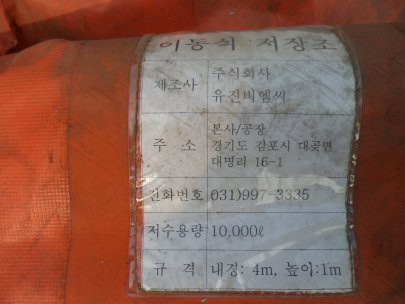 이동식 저장조
제조사 주식회사
유진비엠씨
주 소 본사/공장
경기도 김포시 대곶면
대명리 16-1
전화번호 031)997-3335
저수용량 10,000ℓ
규 격 내경: 4m, 높이:1m